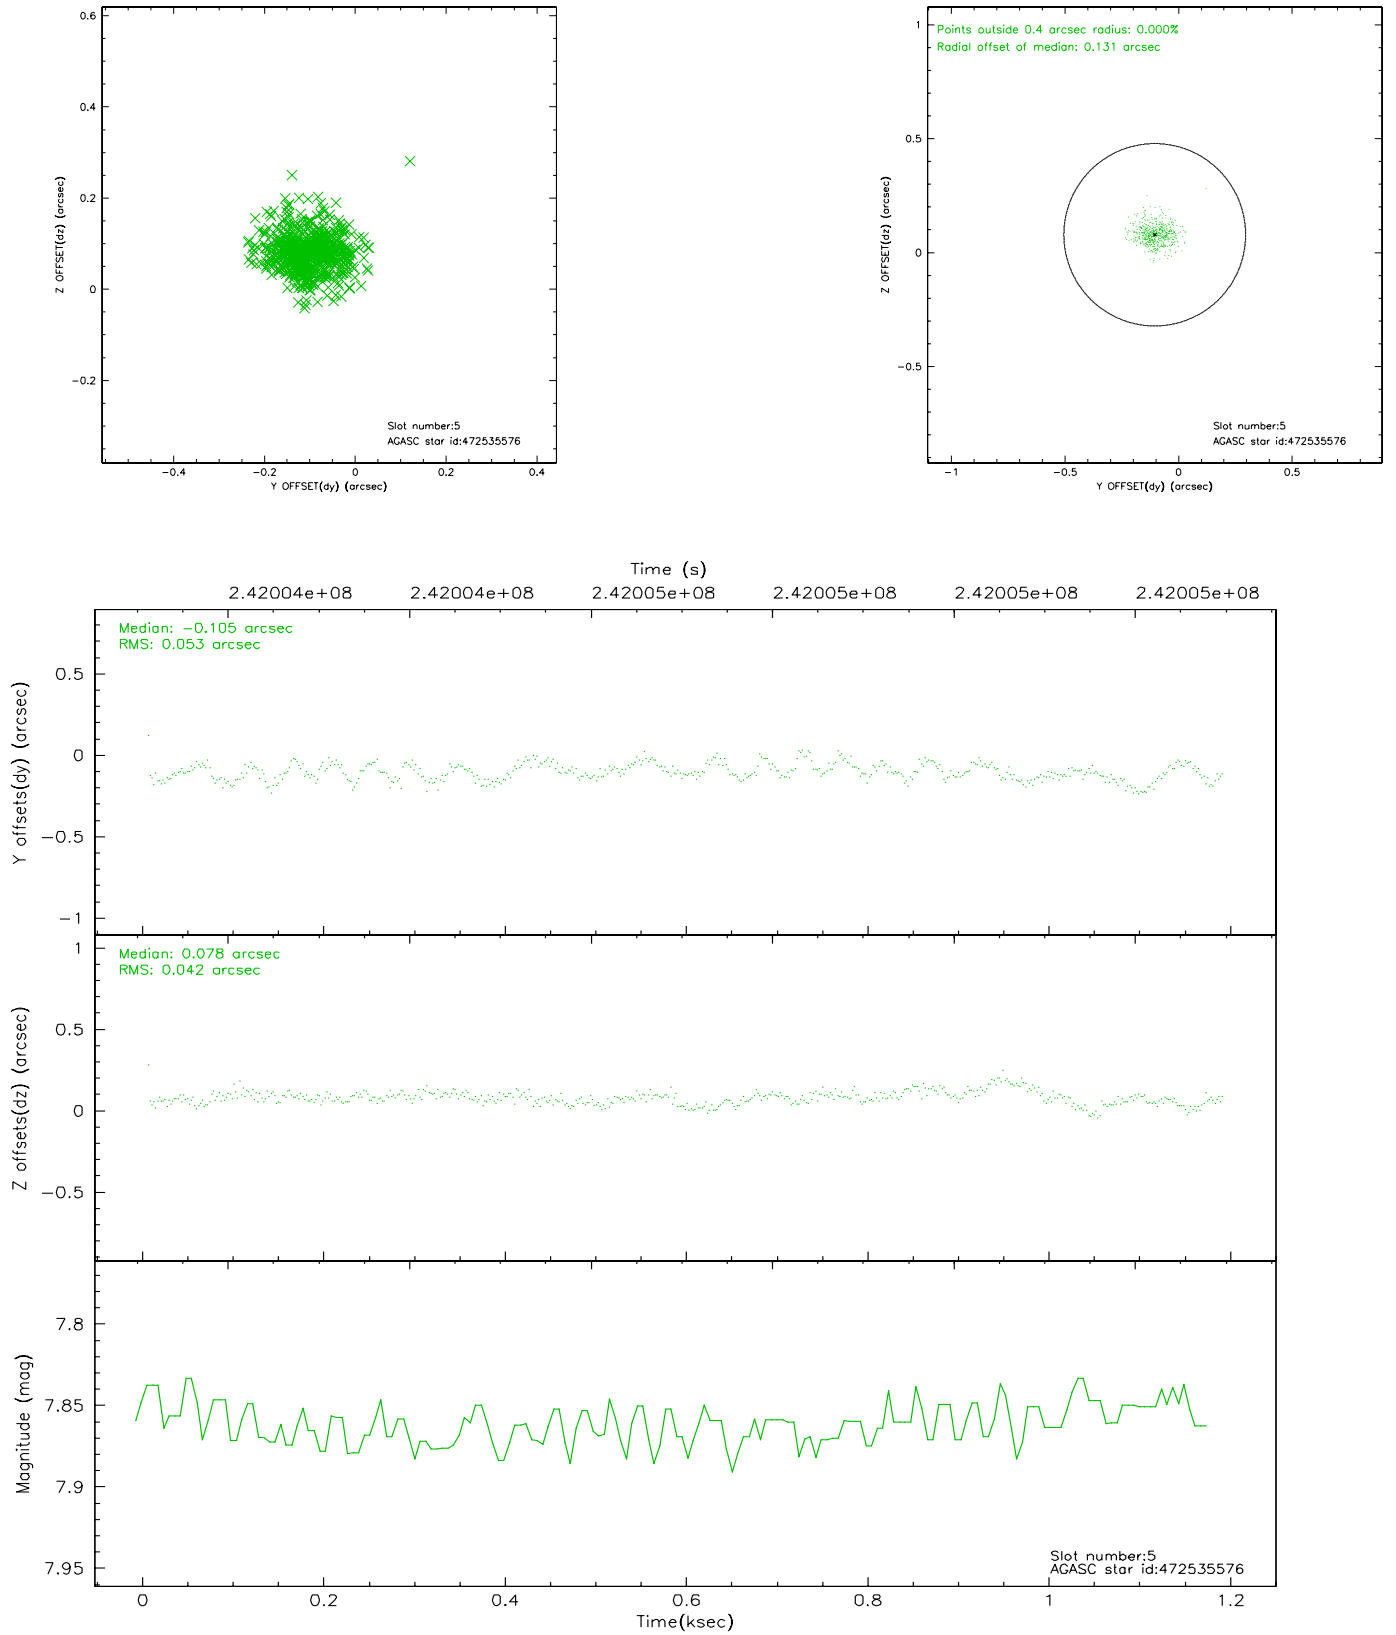 0.6
0.4
0.2
0
−0.2
Z OFFSET(dz) (arcsec)
Slot number:5
AGASC star id:472535576
−0.4
−0.2
0
0.2
0.4
Y OFFSET(dy) (arcsec)
Points outside 0.4 arcsec radius: 0.000%
Radial offset of median: 0.131 arcsec
1
0.5
0
−0.5
Z OFFSET(dz) (arcsec)
Slot number:5
AGASC star id:472535576
−1
−0.5
0
0.5
Y OFFSET(dy) (arcsec)
Time (s)
2.42004e+08
2.42004e+08
2.42005e+08
2.42005e+08
2.42005e+08
2.42005e+08
Median: −0.105 arcsec
RMS: 0.053 arcsec
0.5
0
−0.5
−1
Y offsets(dy) (arcsec)
Median: 0.078 arcsec
RMS: 0.042 arcsec
1
0.5
0
−0.5
Z offsets(dz) (arcsec)
7.8
7.85
7.9
7.95
Magnitude (mag)
Slot number:5
AGASC star id:472535576
0
0.2
0.4
0.6
0.8
1
1.2
Time(ksec)